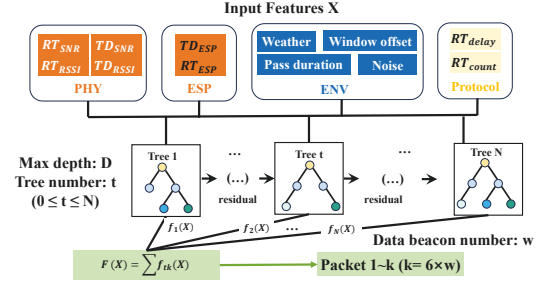 Input Features X
RT_SNR TD_SNR
RT_RSSI TD_RSSI
PHY
TD_ESP
RT_ESP
ESP
Weather Window offset
Pass duration Noise
ENV
RT_delay
RT_count
Protocol
Max depth: D
Tree number: t
(0 ≤ t ≤ N)
Tree 1
...
(...)
residual
Tree t
...
(...)
residual
Tree N
f_1(X) f_2(X) ... f_N(X)
Data beacon number: w
F(X) = ∑ f_tk(X)
Packet 1~k (k= 6×w)